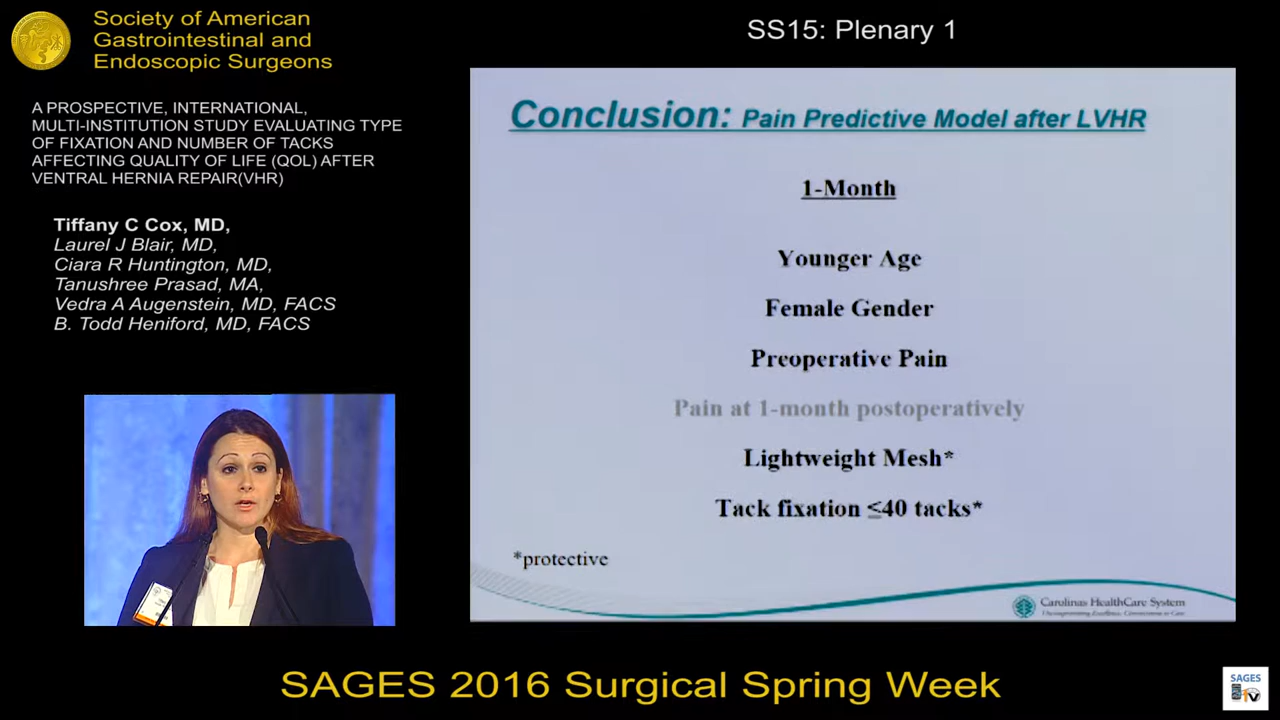 Society of American
Gastrointestinal and
Endoscopic Surgeons
A PROSPECTIVE, INTERNATIONAL,
MULTI-INSTITUTION STUDY EVALUATING TYPE
OF FIXATION AND NUMBER OF TACKS
AFFECTING QUALITY OF LIFE (QOL) AFTER
VENTRAL HERNIA REPAIR(VHR)
Tiffany C Cox, MD,
Laurel J Blair, MD,
Ciara R Huntington, MD,
Tanushree Prasad, MA,
Vedra A Augenstein, MD, FACS
B. Todd Heniford, MD, FACS
SS15: Plenary 1
Conclusion: Pain Predictive Model after LVHR
1-Month
Younger Age
Female Gender
Preoperative Pain
Pain at 1-month postoperatively
Lightweight Mesh*
Tack fixation ≤40 tacks*
*protective
Carolinas HealthCare System
SAGES 2016 Surgical Spring Week
SAGES
TV